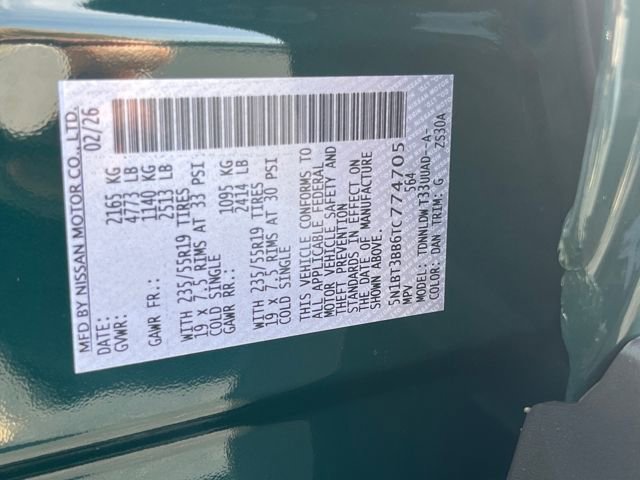 MFD BY NISSAN MOTOR CO., LTD.
DATE: 02/26
GVWR: 2165 KG
4773 LB
GAWR FR.: 1140 KG
2513 LB
WITH 235/55R19 TIRES
19 x 7.5 RIMS AT 33 PSI
COLD SINGLE
GAWR RR.: 1095 KG
2414 LB
WITH 235/55R19 TIRES
19 x 7.5 RIMS AT 30 PSI
COLD SINGLE
THIS VEHICLE CONFORMS TO
ALL APPLICABLE FEDERAL
MOTOR VEHICLE SAFETY AND
THEFT PREVENTION
STANDARDS IN EFFECT ON
THE DATE OF MANUFACTURE
SHOWN ABOVE.
5N1BT3BB6TC774705
MPV 564
MODEL: TDNNLDW T33UUAD--A-
COLOR: DAN TRIM: G ZS30A